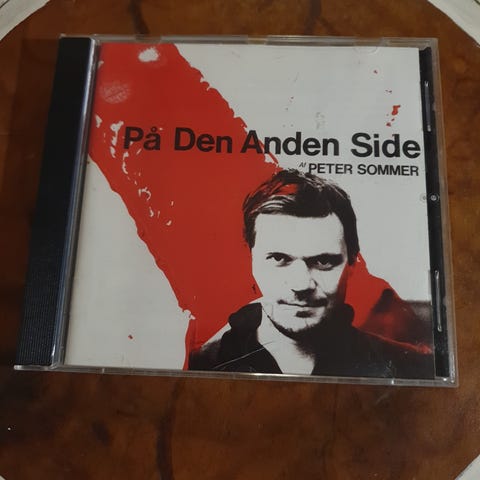 På Den Anden Side
Af PETER SOMMER